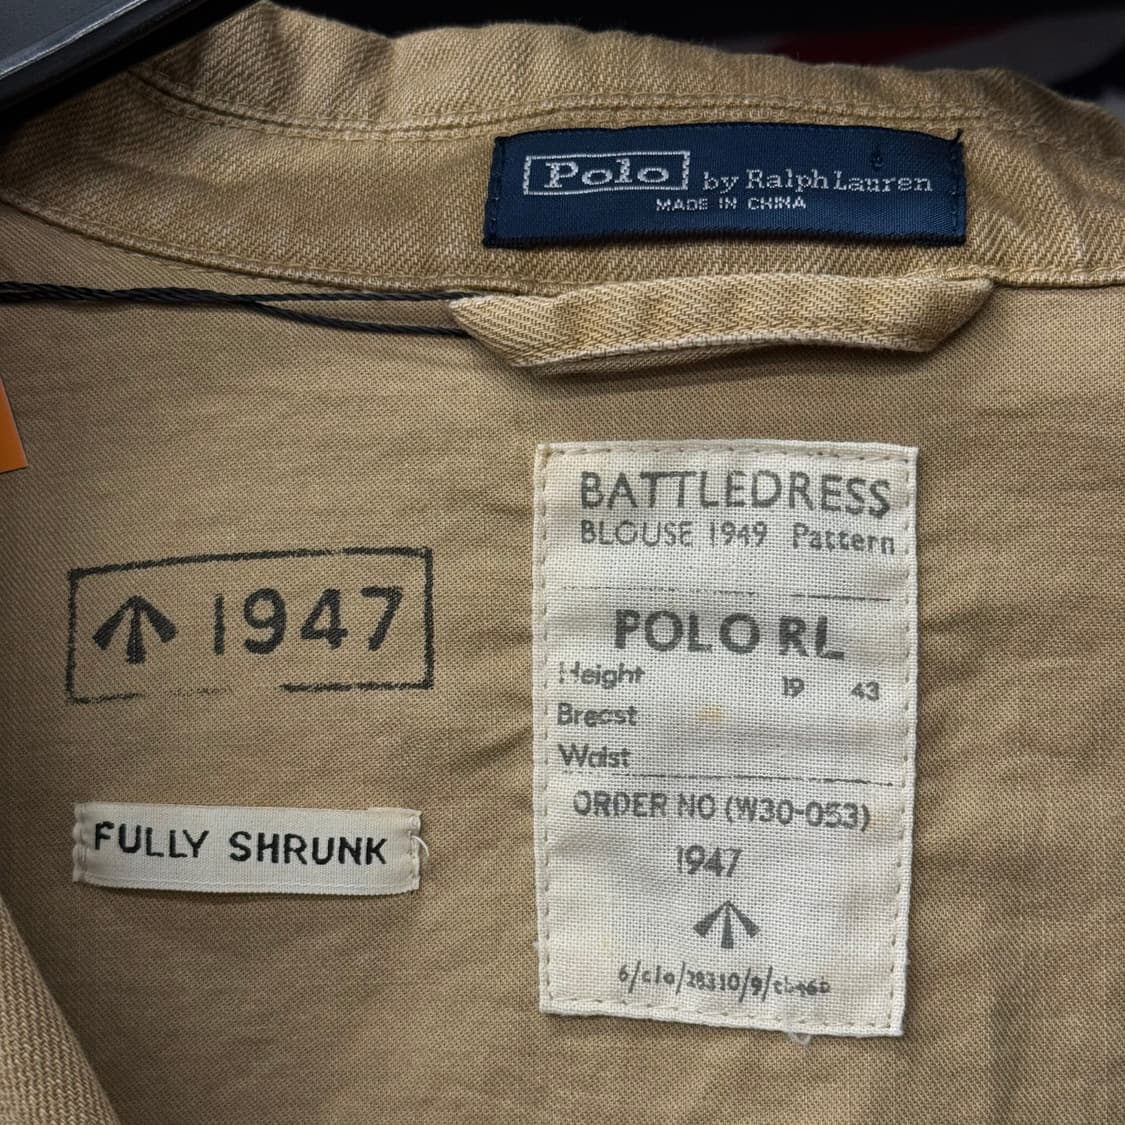 Polo by Ralph Lauren
MADE IN CHINA
BATTLEDRESS
BLOUSE 1949 Pattern
POLO RL
Height 19 43
Breast
Waist
ORDER NO (W30-053)
1947
1947
FULLY SHRUNK